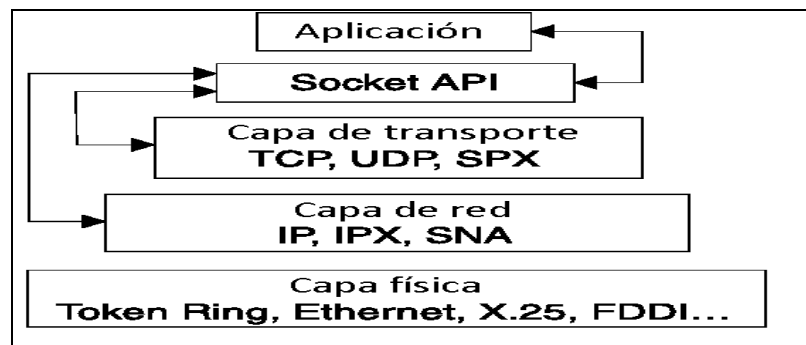 Aplicación
Socket API
Capa de transporte
TCP, UDP, SPX
Capa de red
IP, IPX, SNA
Capa física
Token Ring, Ethernet, X.25, FDDI...